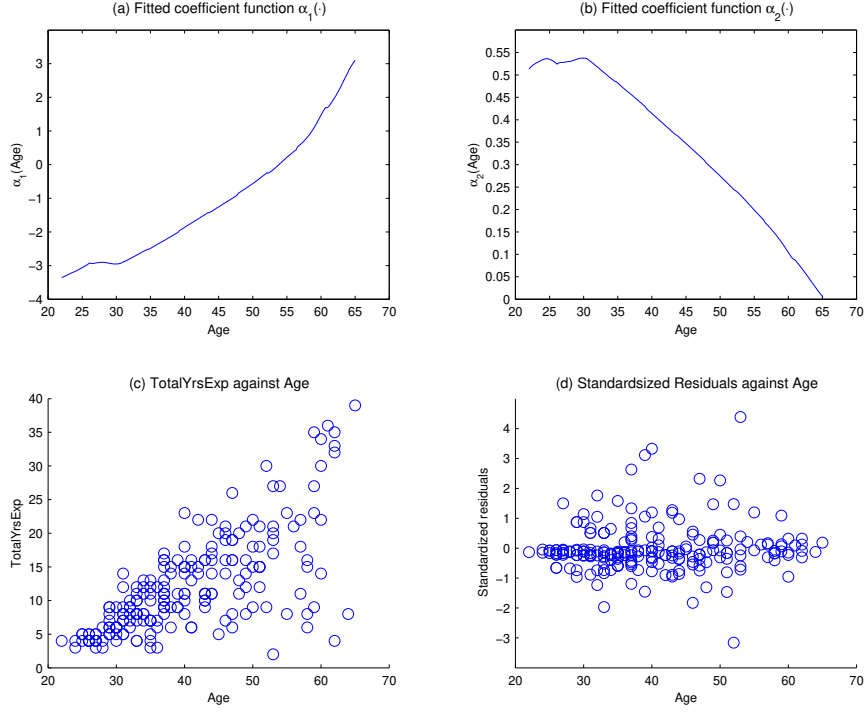 (a) Fitted coefficient function α₁(·)
3
2
1
0
−1
−2
−3
−4
α₁(Age)
20 25 30 35 40 45 50 55 60 65 70
Age
(b) Fitted coefficient function α₂(·)
0.55
0.5
0.45
0.4
0.35
0.3
0.25
0.2
0.15
0.1
0.05
0
α₂(Age)
20 25 30 35 40 45 50 55 60 65 70
Age
(c) TotalYrsExp against Age
40
35
30
25
20
15
10
5
0
TotalYrsExp
20 30 40 50 60 70
Age
(d) Standardsized Residuals against Age
4
3
2
1
0
−1
−2
−3
Standardized residuals
20 30 40 50 60 70
Age